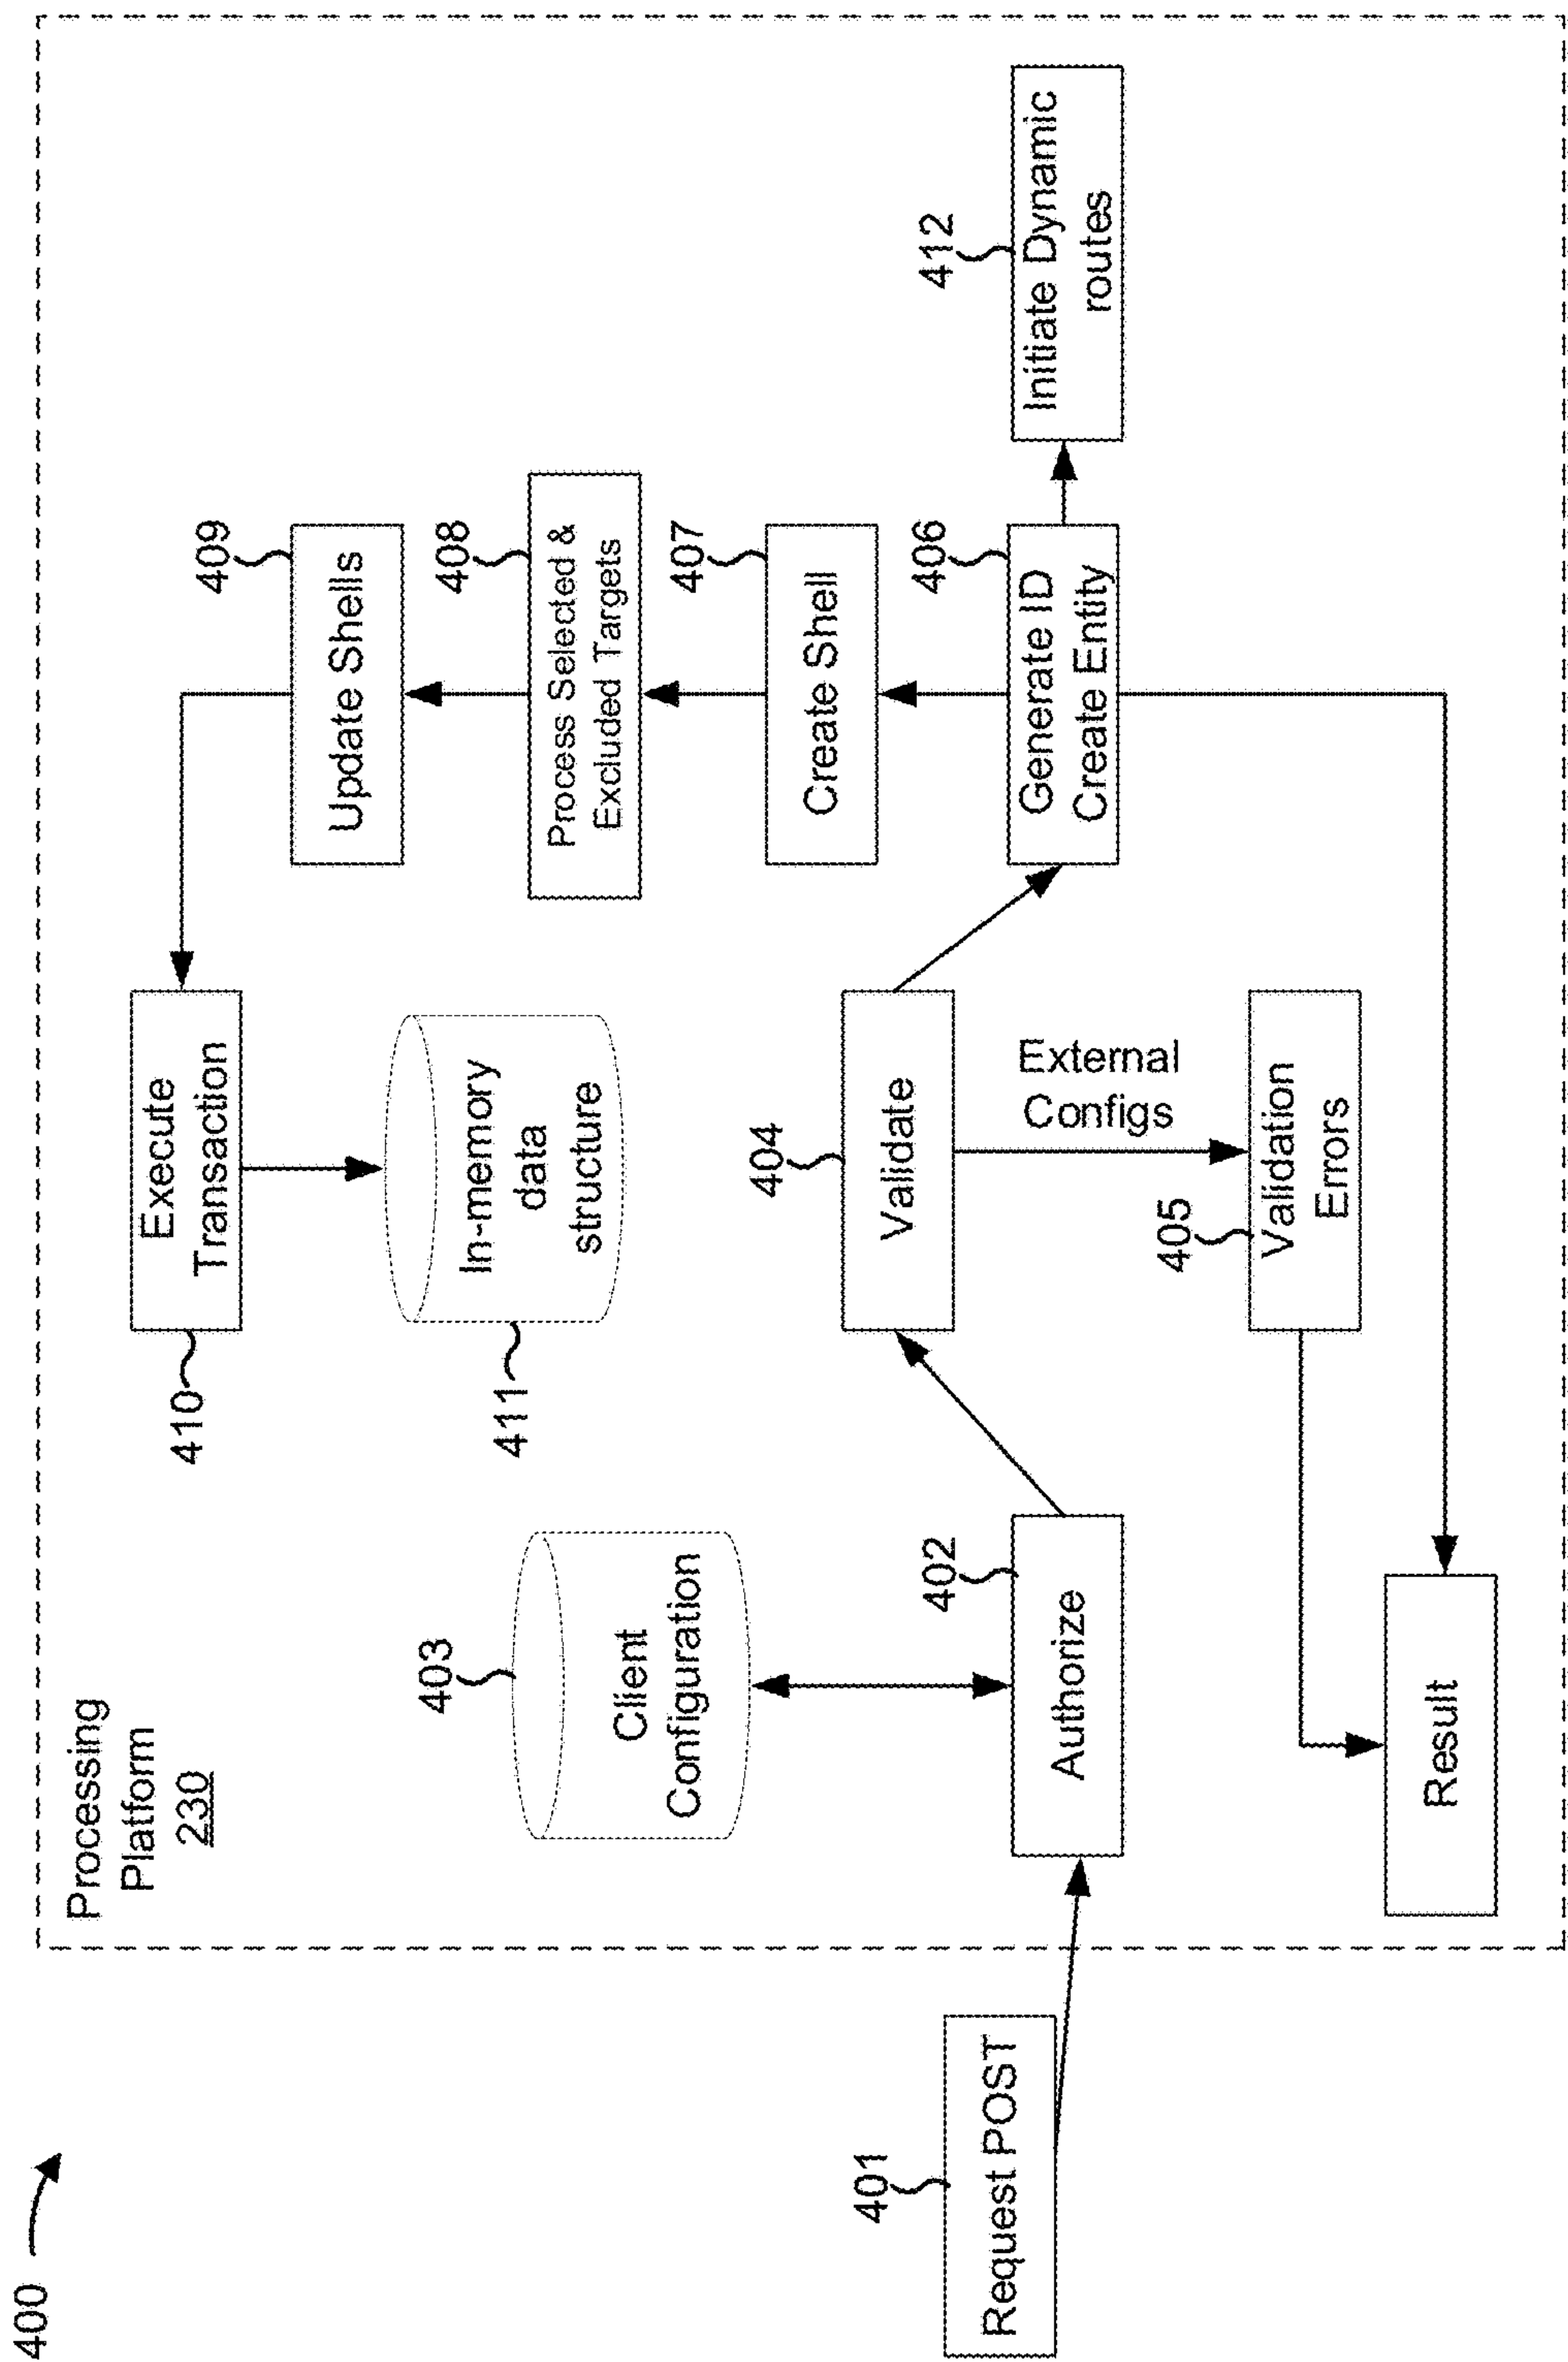 400
Processing
Platform
230
410
Execute
Transaction
409
Update Shells
403
Client
Configuration
411
In-memory
data
structure
408
Process Selected &
Excluded Targets
407
Create Shell
401
Request POST
402
Authorize
404
Validate
External
Configs
406
Generate ID
Create Entity
412
Initiate Dynamic
routes
405
Validation
Errors
Result